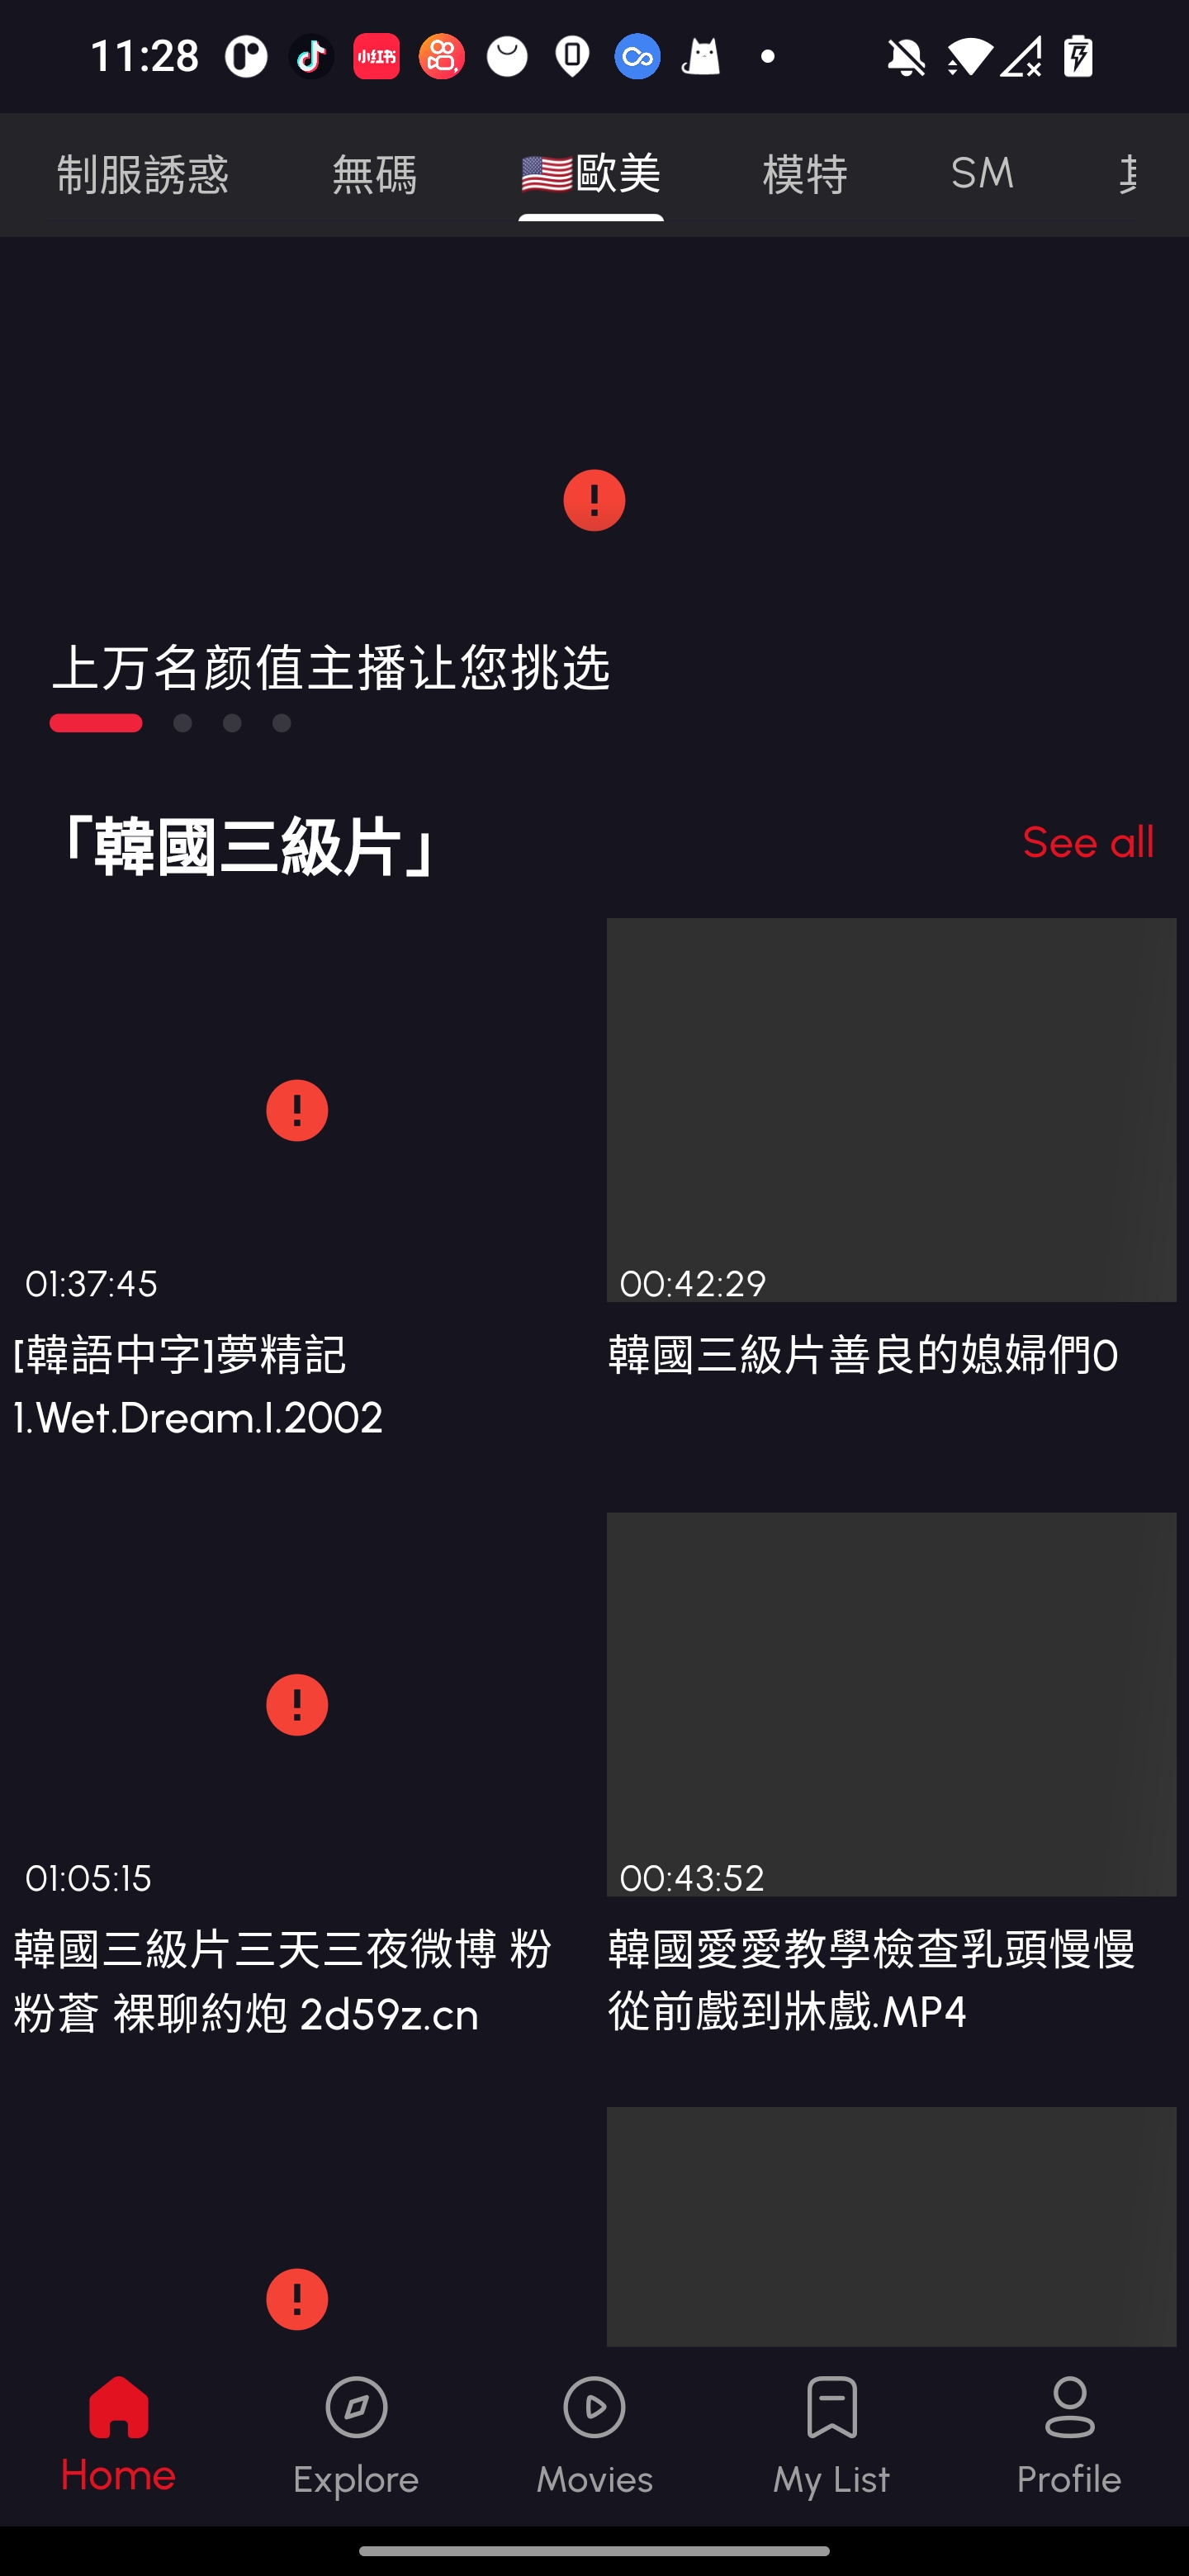 11:28
小红书
制服誘惑 無碼 🇺🇸歐美 模特 SM
上万名颜值主播让您挑选
「韓國三級片」 See all
01:37:45 00:42:29
[韓語中字]夢精記 韓國三級片善良的媳婦們0
1.Wet.Dream.I.2002
01:05:15 00:43:52
韓國三級片三天三夜微博 粉 韓國愛愛教學檢查乳頭慢慢
粉蒼 裸聊約炮 2d59z.cn 從前戲到牀戲.MP4
Home Explore Movies My List Profile